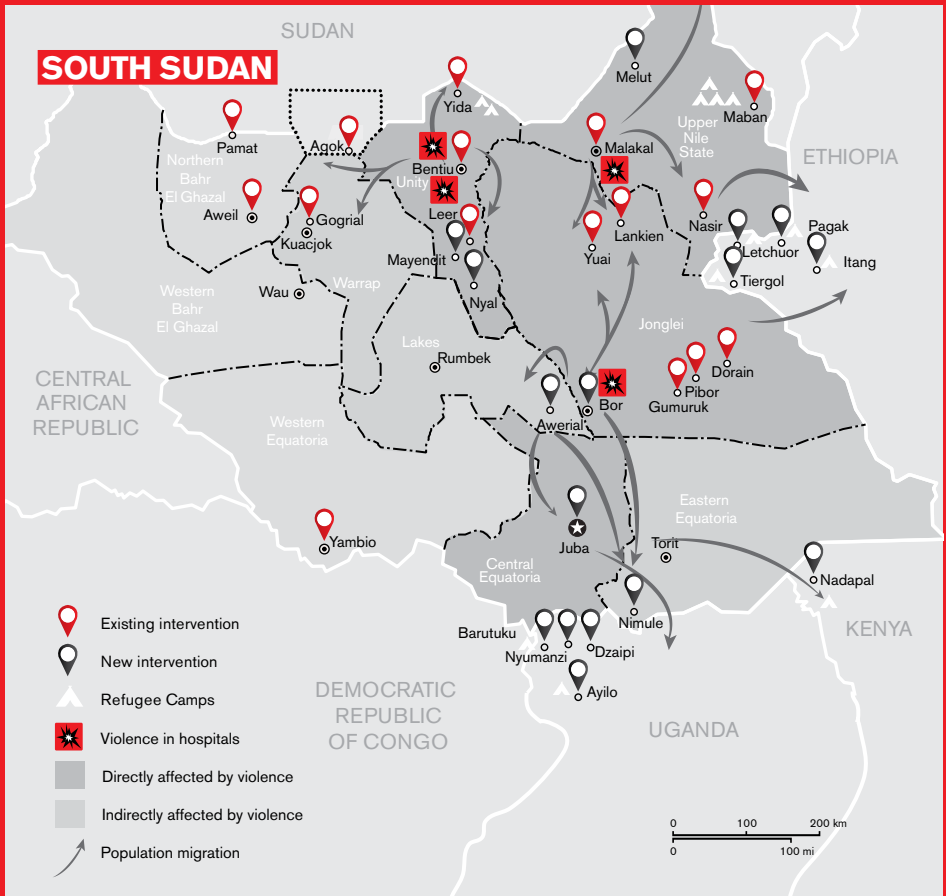 SUDAN
SOUTH SUDAN
Melut
Yida
Maban
Pamat
Agok
Malakal
Upper
Nile
State
ETHIOPIA
Northern
Bahr
El Ghazal
Bentiu
Unity
Aweil
Gogrial
Kuacjok
Leer
Lankien
Nasir
Pagak
Yuai
Letchuor
Itang
Mayendit
Tiergol
Wau
Warrap
Nyal
Western
Bahr
El Ghazal
Jonglei
Lakes
Rumbek
Dorain
Pibor
Gumuruk
CENTRAL
AFRICAN
REPUBLIC
Bor
Awerial
Western
Equatoria
Eastern
Equatoria
Yambio
Juba
Torit
Central
Equatoria
Nadapal
Nimule
Barutuku
Nyumanzi
Dzaipi
KENYA
Ayilo
DEMOCRATIC
REPUBLIC
OF CONGO
UGANDA
Existing intervention
New intervention
Refugee Camps
Violence in hospitals
Directly affected by violence
Indirectly affected by violence
Population migration
0 100 200 km
0 100 mi